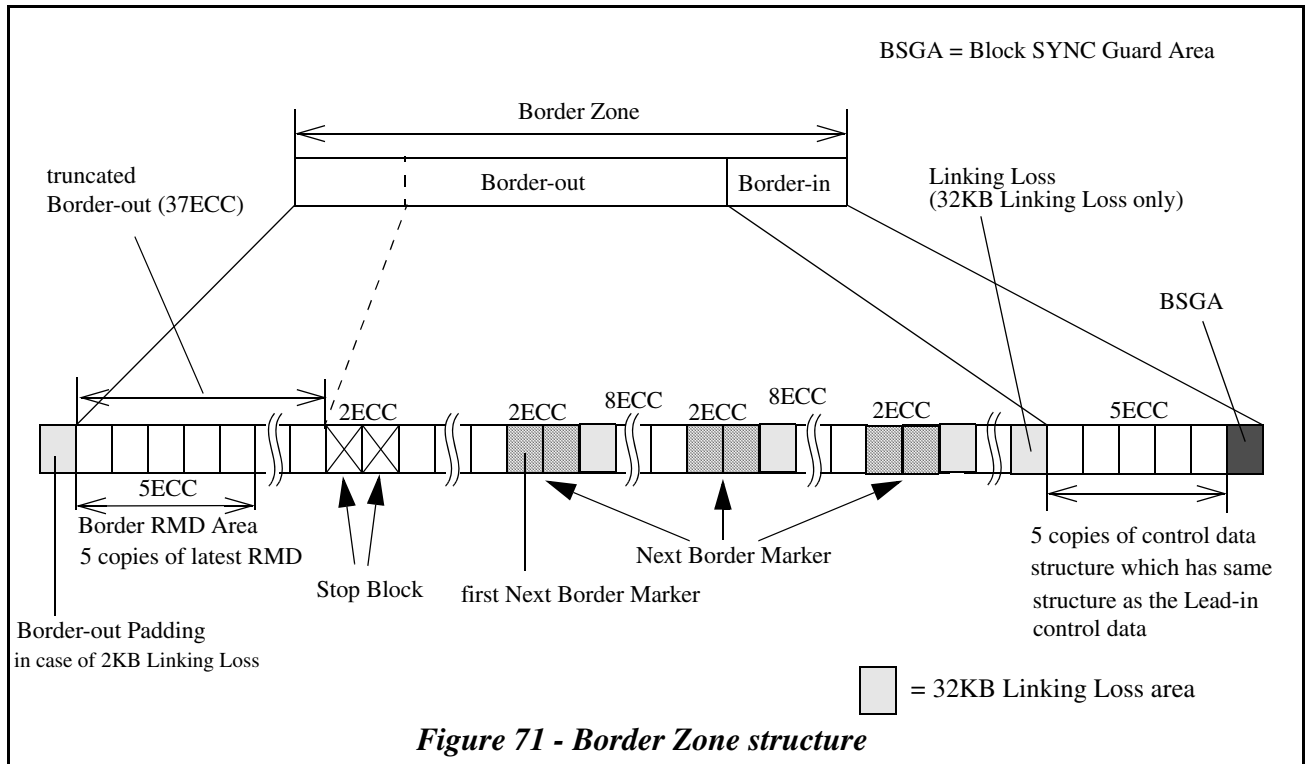 BSGA = Block SYNC Guard Area
Border Zone
truncated
Border-out (37ECC)
Border-out
Border-in
Linking Loss
(32KB Linking Loss only)
BSGA
2ECC
2ECC
8ECC
2ECC
8ECC
2ECC
5ECC
5ECC
Border RMD Area
5 copies of latest RMD
Stop Block
first Next Border Marker
Next Border Marker
5 copies of control data
structure which has same
structure as the Lead-in
control data
Border-out Padding
in case of 2KB Linking Loss
= 32KB Linking Loss area
Figure 71 - Border Zone structure